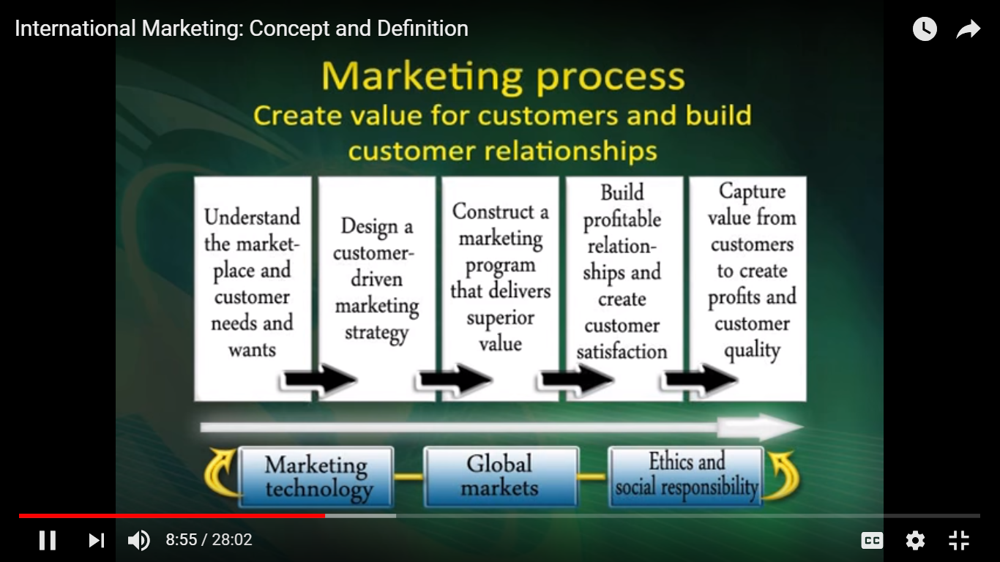 International Marketing: Concept and Definition
Marketing process
Create value for customers and build
customer relationships
Understand
the market-
place and
customer
needs and
wants
Design a
customer-
driven
marketing
strategy
Construct a
marketing
program
that delivers
superior
value
Build
profitable
relation-
ships and
create
customer
satisfaction
Capture
value from
customers
to create
profits and
customer
quality
Marketing
technology
Global
markets
Ethics and
social responsibility
8:55 / 28:02
CC